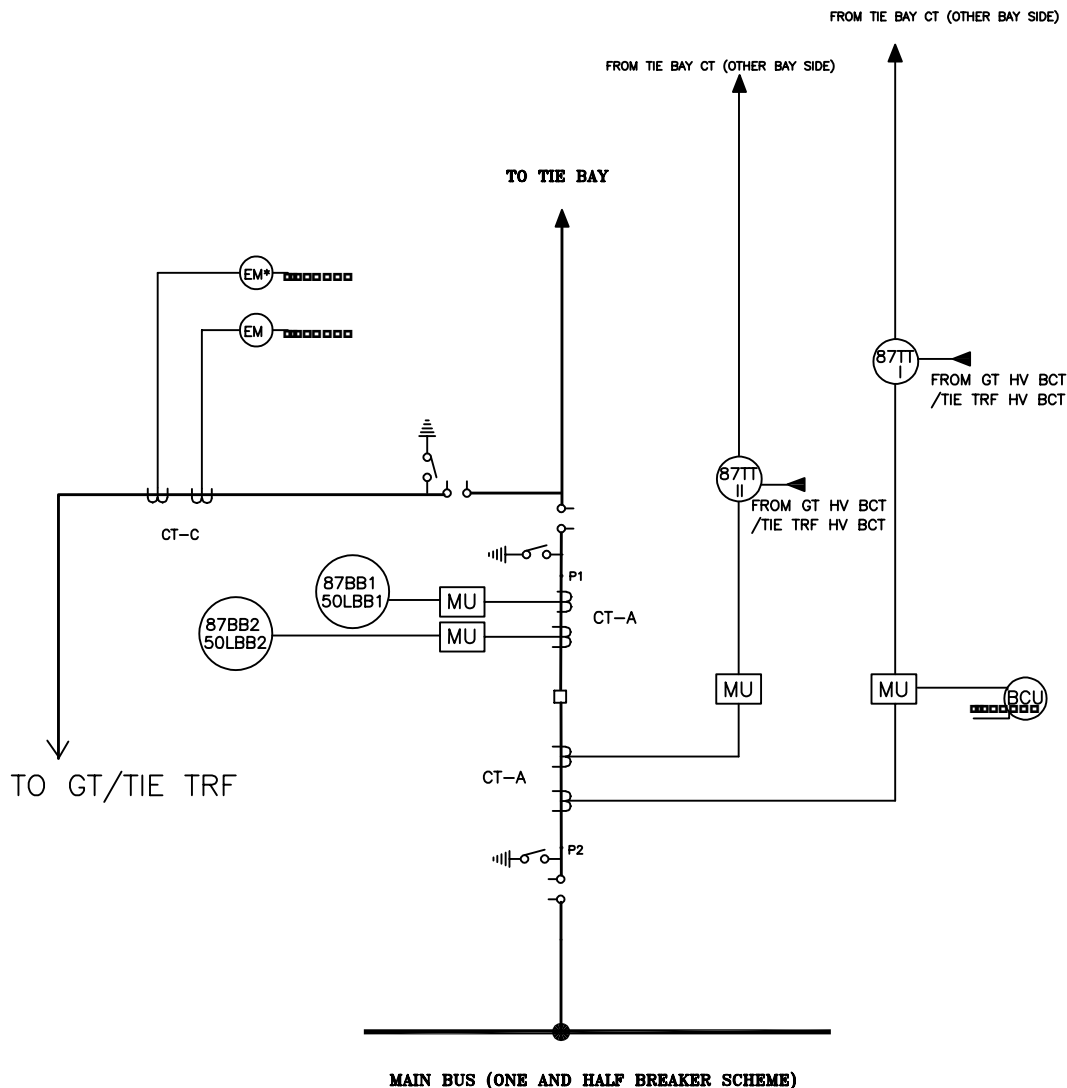 FROM TIE BAY CT (OTHER BAY SIDE)
FROM TIE BAY CT (OTHER BAY SIDE)
TO TIE BAY
EM*
EM
87TT
I
FROM GT HV BCT
/TIE TRF HV BCT
87TT
II
FROM GT HV BCT
/TIE TRF HV BCT
CT-C
P1
87BB1
50LBB1
MU
CT-A
87BB2
50LBB2
MU
MU
MU
BCU
CT-A
TO GT/TIE TRF
P2
MAIN BUS (ONE AND HALF BREAKER SCHEME)